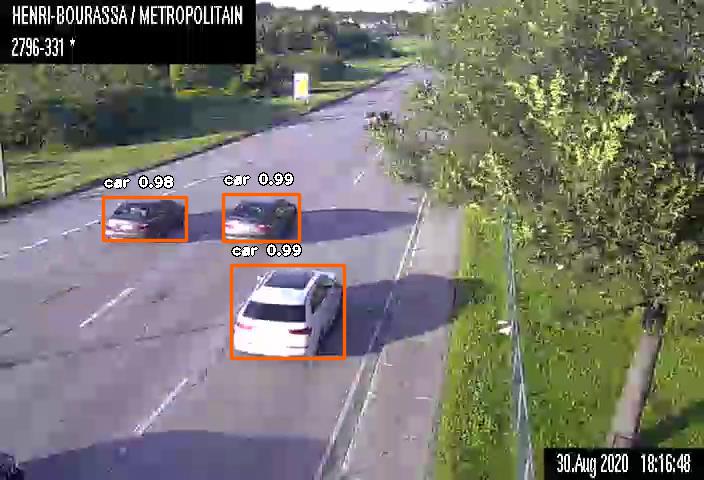 HENRI-BOURASSA / METROPOLITAIN
2796-331 *
car 0.98
car 0.99
car 0.99
30.Aug 2020 18:16:48